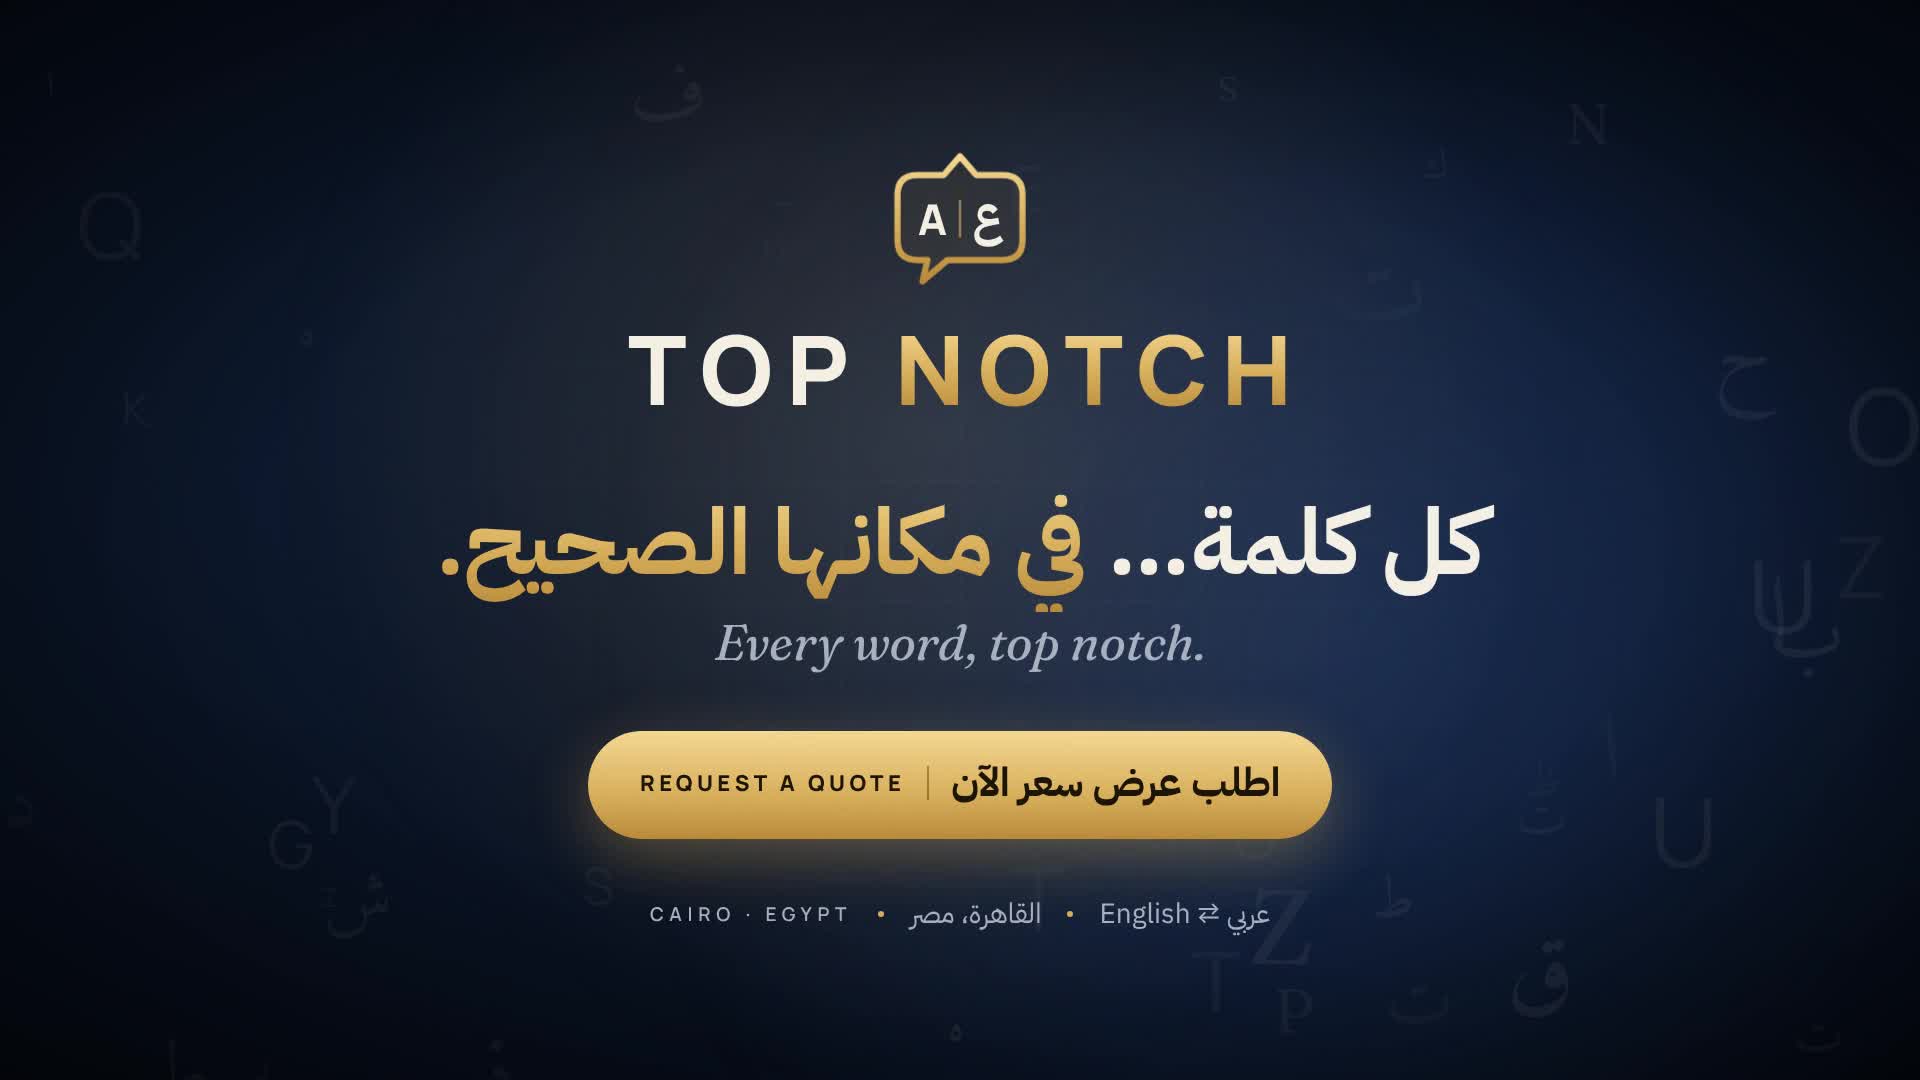 A | ع
TOP NOTCH
كل كلمة... في مكانها الصحيح.
Every word, top notch.
REQUEST A QUOTE | اطلب عرض سعر الآن
CAIRO · EGYPT • القاهرة، مصر • English ⇄ عربي